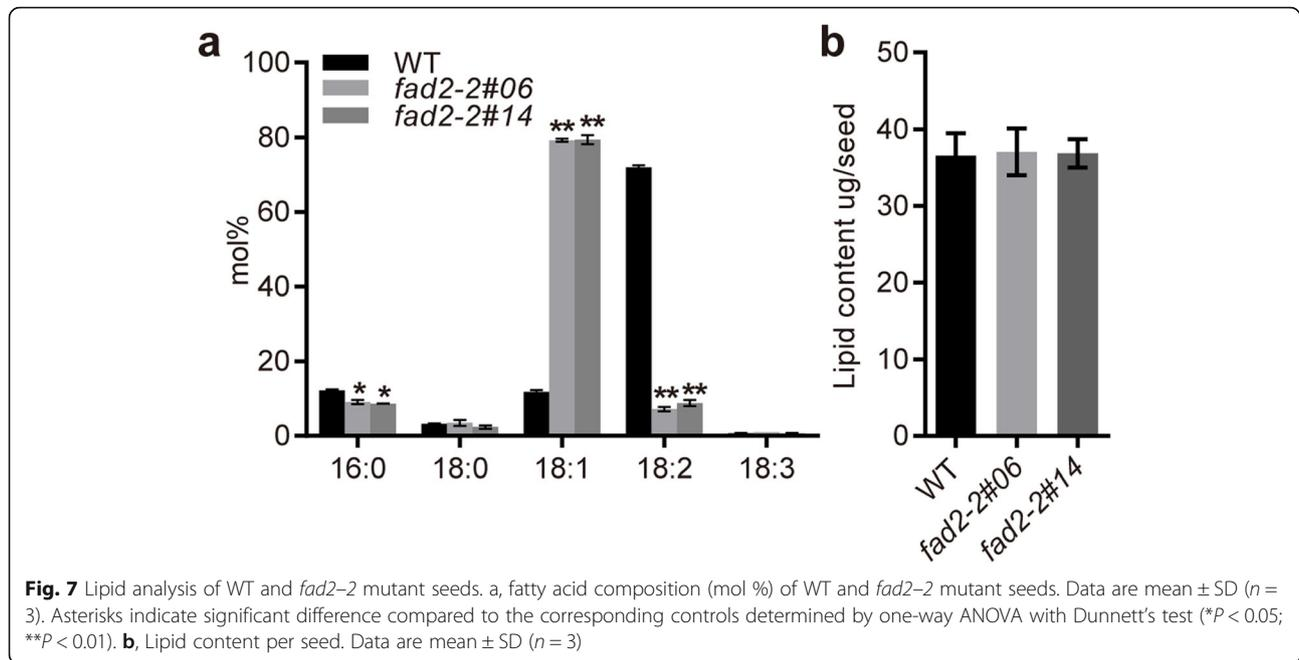 a
100
80
60
40
20
0
mol%
WT
fad2-2#06
fad2-2#14
** **
* *
** **
16:0 18:0 18:1 18:2 18:3
b
50
40
30
20
10
0
Lipid content ug/seed
WT
fad2-2#06
fad2-2#14
Fig. 7 Lipid analysis of WT and fad2–2 mutant seeds. a, fatty acid composition (mol %) of WT and fad2–2 mutant seeds. Data are mean ± SD (n =
3). Asterisks indicate significant difference compared to the corresponding controls determined by one-way ANOVA with Dunnett's test (*P < 0.05;
**P < 0.01). b, Lipid content per seed. Data are mean ± SD (n = 3)